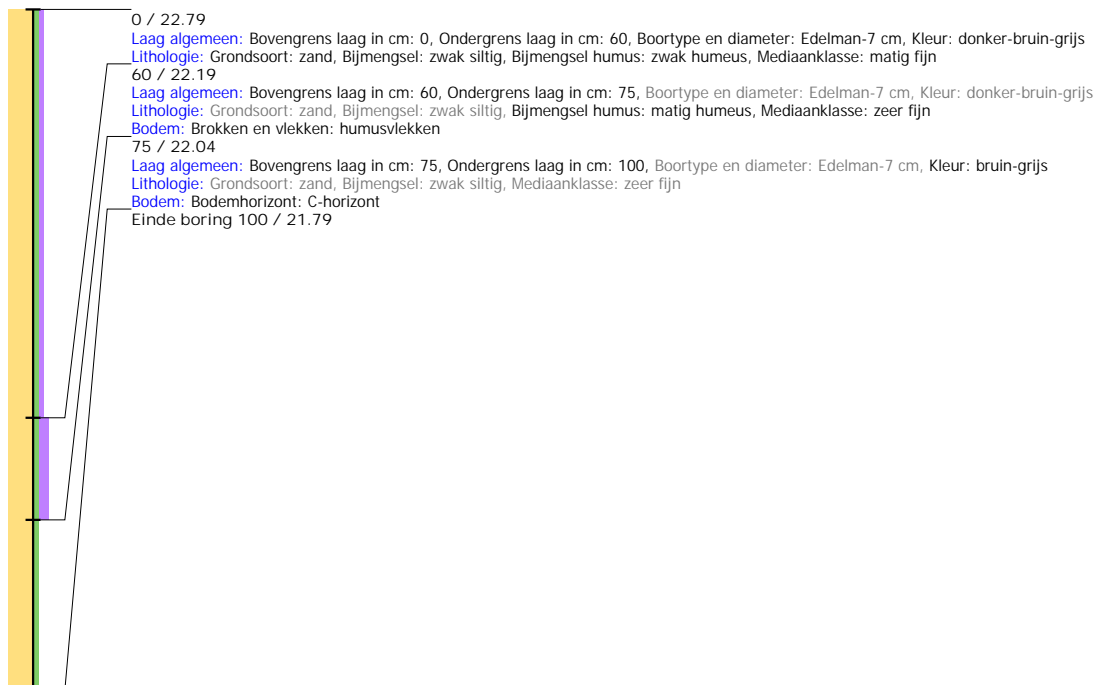 0 / 22.79
Laag algemeen: Bovengrens laag in cm: 0, Ondergrens laag in cm: 60, Boortype en diameter: Edelman-7 cm, Kleur: donker-bruin-grijs
Lithologie: Grondsoort: zand, Bijmengsel: zwak siltig, Bijmengsel humus: zwak humeus, Mediaanklasse: matig fijn
60 / 22.19
Laag algemeen: Bovengrens laag in cm: 60, Ondergrens laag in cm: 75, Boortype en diameter: Edelman-7 cm, Kleur: donker-bruin-grijs
Lithologie: Grondsoort: zand, Bijmengsel: zwak siltig, Bijmengsel humus: matig humeus, Mediaanklasse: zeer fijn
Bodem: Brokken en vlekken: humusvlekken
75 / 22.04
Laag algemeen: Bovengrens laag in cm: 75, Ondergrens laag in cm: 100, Boortype en diameter: Edelman-7 cm, Kleur: bruin-grijs
Lithologie: Grondsoort: zand, Bijmengsel: zwak siltig, Mediaanklasse: zeer fijn
Bodem: Bodemhorizont: C-horizont
Einde boring 100 / 21.79